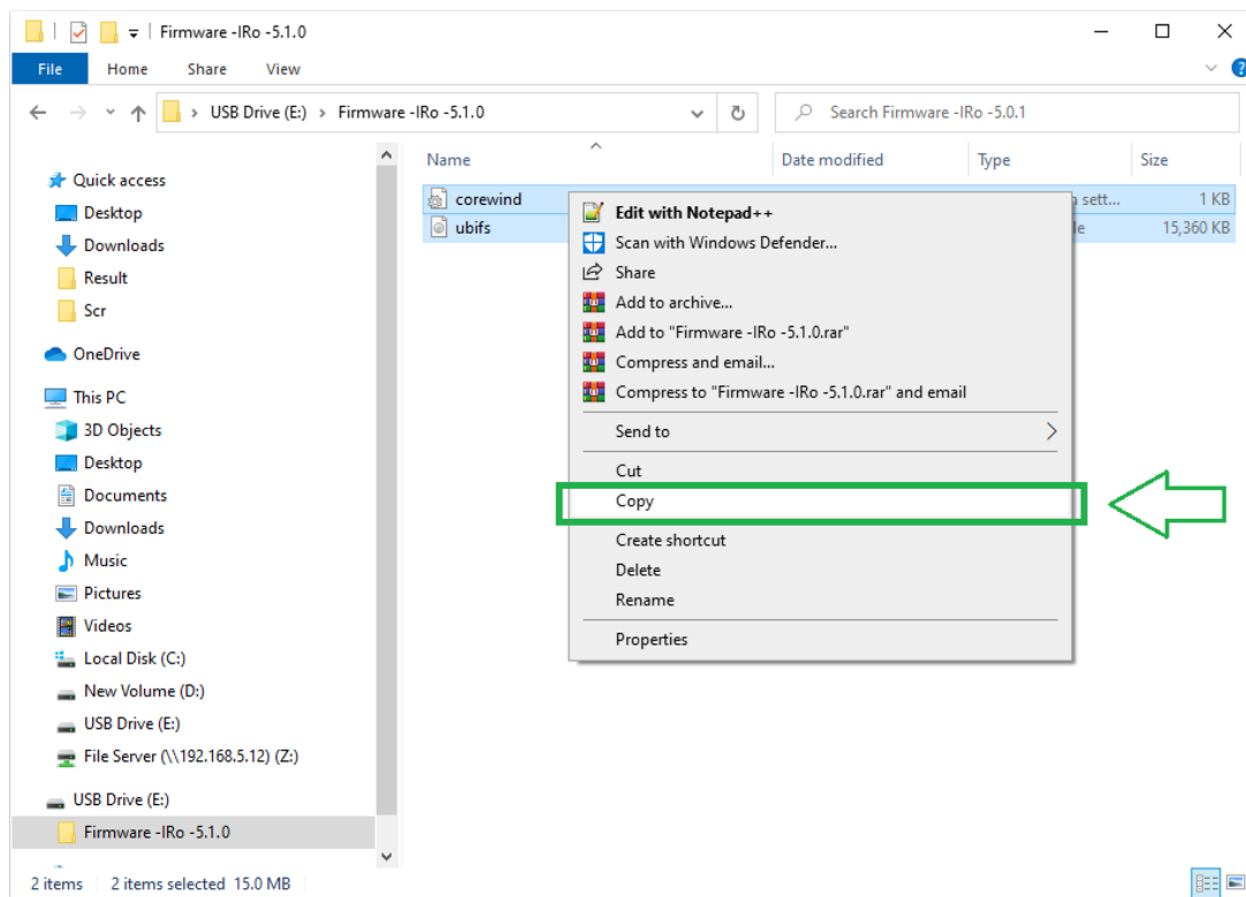 Firmware -IRo -5.1.0
File Home Share View
USB Drive (E:) Firmware -IRo -5.1.0
Search Firmware -IRo -5.0.1
Quick access
Desktop
Downloads
Result
Scr
OneDrive
This PC
3D Objects
Desktop
Documents
Downloads
Music
Pictures
Videos
Local Disk (C:)
New Volume (D:)
USB Drive (E:)
File Server (\\192.168.5.12) (Z:)
USB Drive (E:)
Firmware -IRo -5.1.0
Name Date modified Type Size
corewind sett... 1 KB
ubifs 15,360 KB
Edit with Notepad++
Scan with Windows Defender...
Share
Add to archive...
Add to "Firmware -IRo -5.1.0.rar"
Compress and email...
Compress to "Firmware -IRo -5.1.0.rar" and email
Send to
Cut
Copy
Create shortcut
Delete
Rename
Properties
2 items 2 items selected 15.0 MB